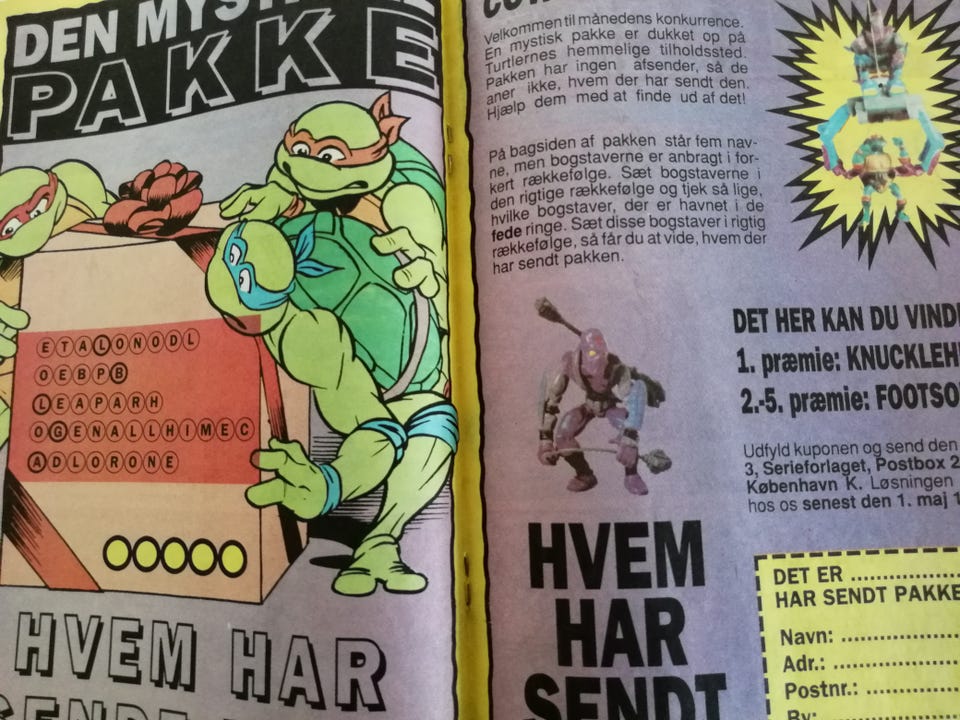 DEN
PAKKE
ETALONODL
OEBPB
LEAPARH
OGENALLHIMEC
ADLORONE
HVEM HAR
Velkommen til månedens konkurrence.
En mystisk pakke er dukket op på
Turtlernes hemmelige tilholdssted.
Pakken har ingen afsender, så de
aner ikke, hvem der har sendt den.
Hjælp dem med at finde ud af det!
På bagsiden af pakken står fem nav-
ne, men bogstaverne er anbragt i for-
kert rækkefølge. Sæt bogstaverne i
den rigtige rækkefølge og tjek så lige,
hvilke bogstaver, der er havnet i de
fede ringe. Sæt disse bogstaver i rigtig
rækkefølge, så får du at vide, hvem der
har sendt pakken.
DET HER KAN DU VIND
1. præmie: KNUCKLEH
2.-5. præmie: FOOTSO
Udfyld kuponen og send den
3, Serieforlaget, Postbox 2
København K. Løsningen
hos os senest den 1. maj 1
HVEM
HAR
SENDT
DET ER ................
HAR SENDT PAKKE
Navn: ................
Adr.: ................
Postnr.: ................
By: